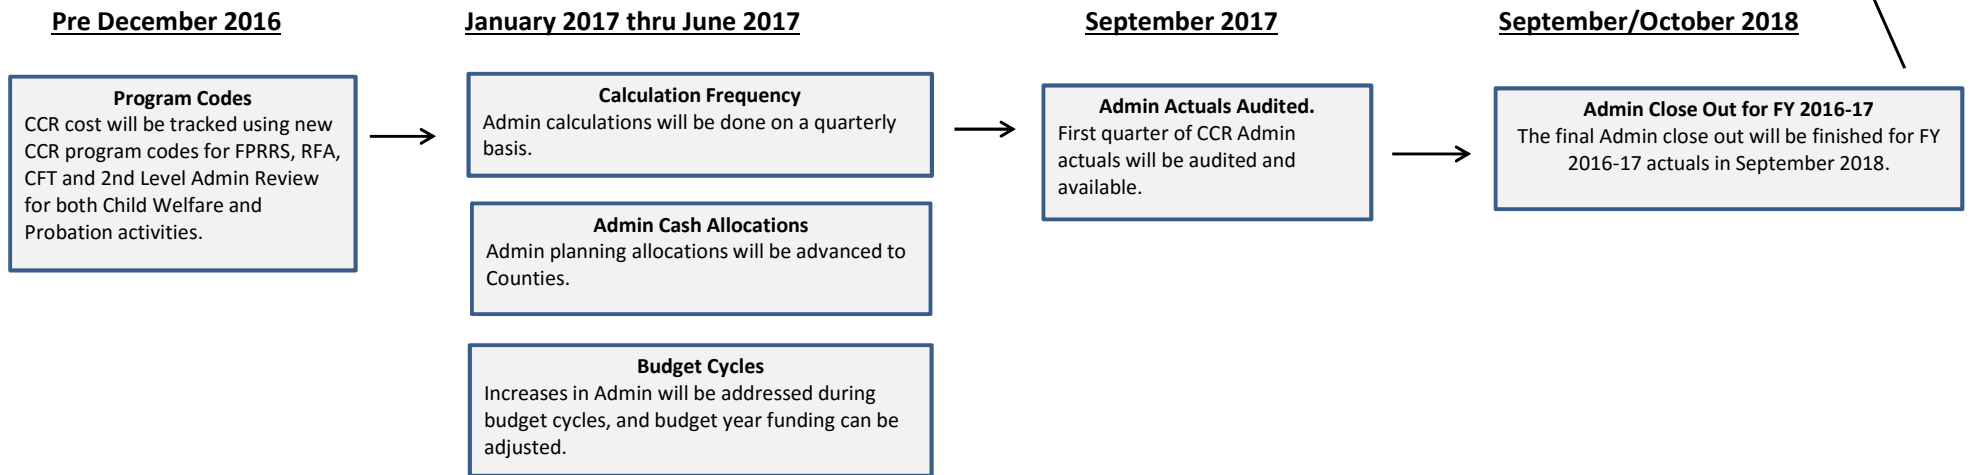 Pre December 2016
January 2017 thru June 2017
September 2017
September/October 2018
Program Codes
CCR cost will be tracked using new
CCR program codes for FPRRS, RFA,
CFT and 2nd Level Admin Review
for both Child Welfare and
Probation activities.
Calculation Frequency
Admin calculations will be done on a quarterly
basis.
Admin Cash Allocations
Admin planning allocations will be advanced to
Counties.
Budget Cycles
Increases in Admin will be addressed during
budget cycles, and budget year funding can be
adjusted.
Admin Actuals Audited.
First quarter of CCR Admin
actuals will be audited and
available.
Admin Close Out for FY 2016-17
The final Admin close out will be finished for FY
2016-17 actuals in September 2018.